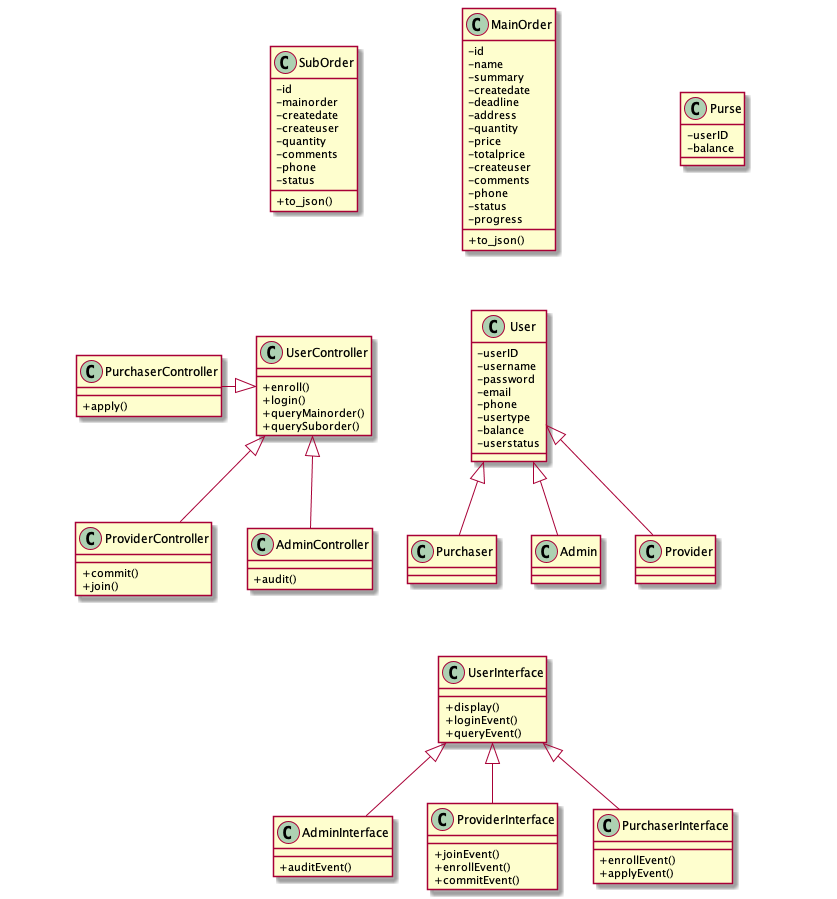 C SubOrder
-id
-mainorder
-createdate
-createuser
-quantity
-comments
-phone
-status
+to_json()
C MainOrder
-id
-name
-summary
-createdate
-deadline
-address
-quantity
-price
-totalprice
-createuser
-comments
-phone
-status
-progress
+to_json()
C Purse
-userID
-balance
C PurchaserController
+apply()
C UserController
+enroll()
+login()
+queryMainorder()
+querySuborder()
C User
-userID
-username
-password
-email
-phone
-usertype
-balance
-userstatus
C ProviderController
+commit()
+join()
C AdminController
+audit()
C Purchaser
C Admin
C Provider
C UserInterface
+display()
+loginEvent()
+queryEvent()
C AdminInterface
+auditEvent()
C ProviderInterface
+joinEvent()
+enrollEvent()
+commitEvent()
C PurchaserInterface
+enrollEvent()
+applyEvent()